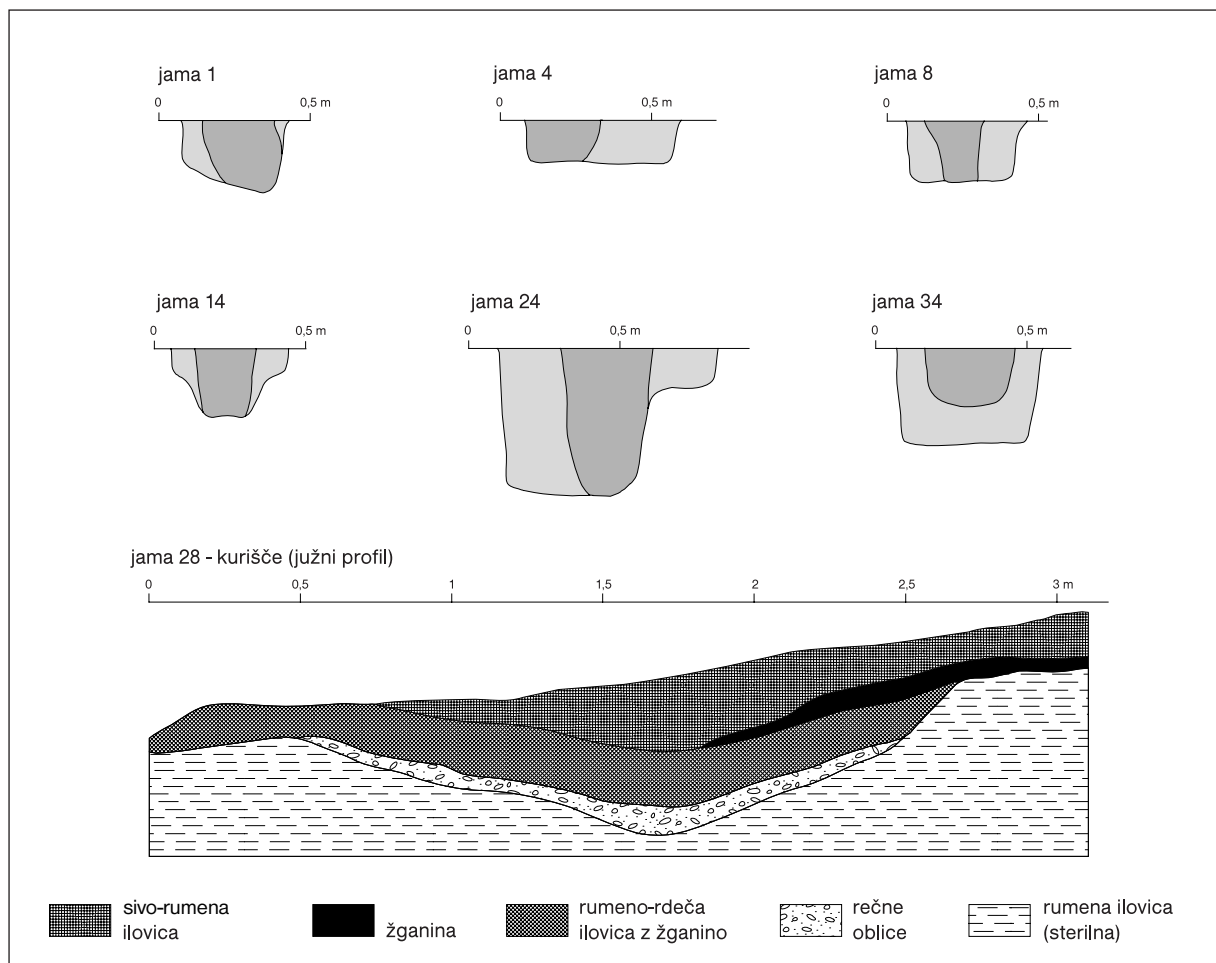 jama 1
0 0,5 m
jama 4
0 0,5 m
jama 8
0 0,5 m
jama 14
0 0,5 m
jama 24
0 0,5 m
jama 34
0 0,5 m
jama 28 - kurišče (južni profil)
0 0,5 1 1,5 2 2,5 3 m
sivo-rumena
ilovica
žganina
rumeno-rdeča
ilovica z žganino
rečne
oblice
rumena ilovica
(sterilna)